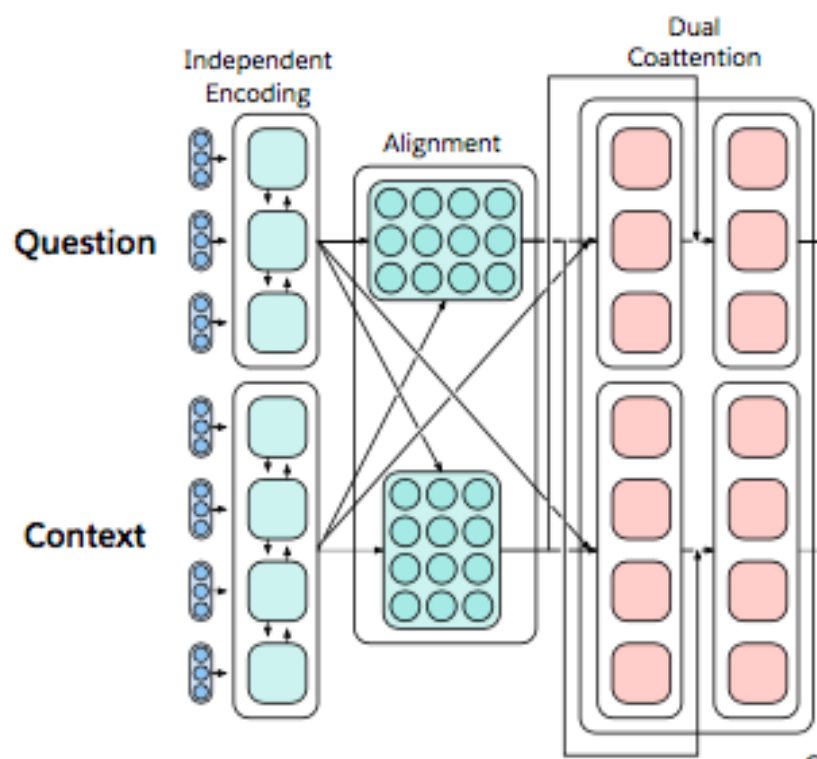 Independent
Encoding
Alignment
Dual
Coattention
Question
Context